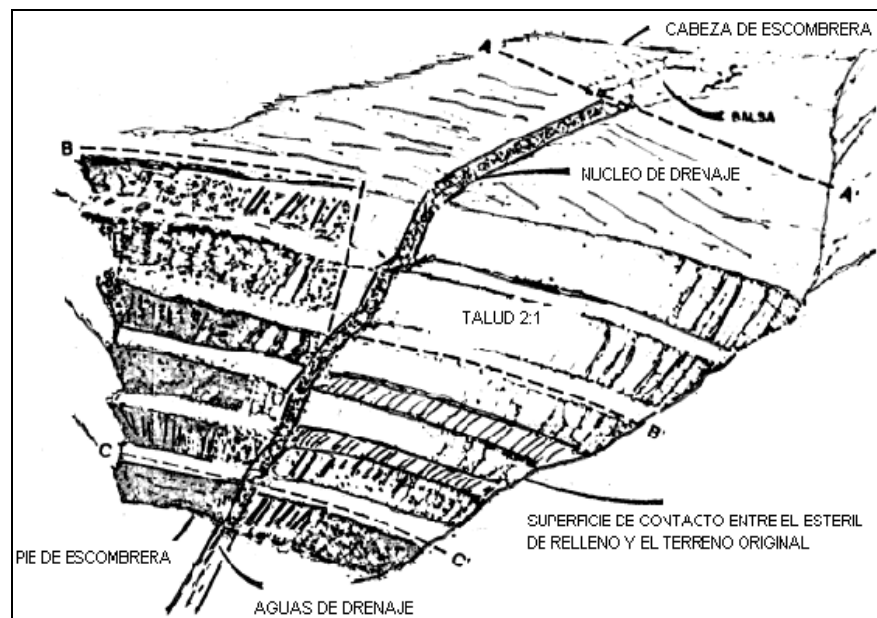 CABEZA DE ESCOMBRERA
A
BALSA
B
NUCLEO DE DRENAJE
A'
TALUD 2:1
B'
C
SUPERFICIE DE CONTACTO ENTRE EL ESTERIL
DE RELLENO Y EL TERRENO ORIGINAL
C'
PIE DE ESCOMBRERA
AGUAS DE DRENAJE